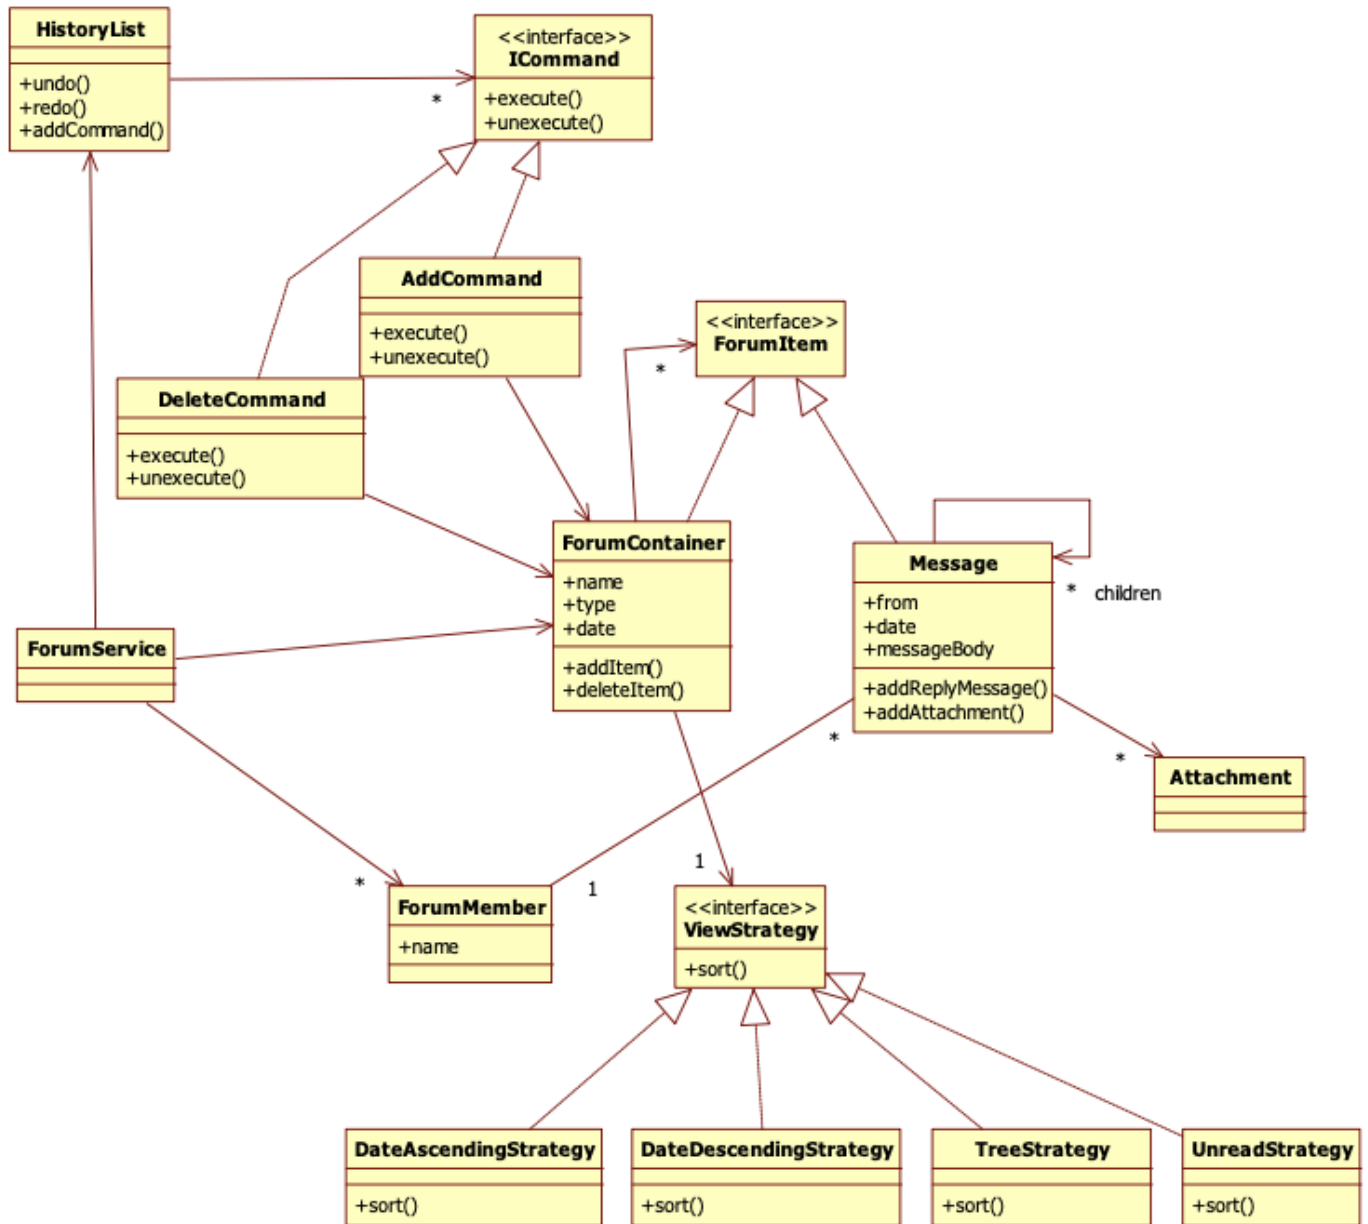 HistoryList
+undo()
+redo()
+addCommand()
<<interface>>
ICommand
+execute()
+unexecute()
*
AddCommand
+execute()
+unexecute()
<<interface>>
ForumItem
*
DeleteCommand
+execute()
+unexecute()
ForumContainer
+name
+type
+date
+addItem()
+deleteItem()
Message
+from
+date
+messageBody
+addReplyMessage()
+addAttachment()
* children
ForumService
*
*
Attachment
*
1
1
ForumMember
+name
<<interface>>
ViewStrategy
+sort()
DateAscendingStrategy
+sort()
DateDescendingStrategy
+sort()
TreeStrategy
+sort()
UnreadStrategy
+sort()